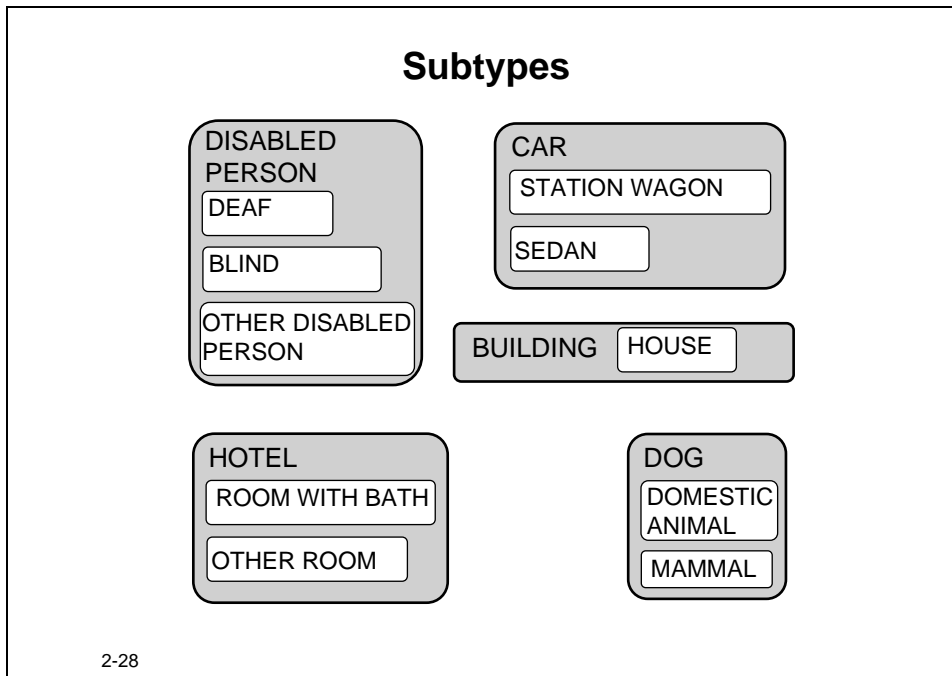 Subtypes
DISABLED
PERSON
DEAF
BLIND
OTHER DISABLED
PERSON
CAR
STATION WAGON
SEDAN
BUILDING
HOUSE
HOTEL
ROOM WITH BATH
OTHER ROOM
DOG
DOMESTIC
ANIMAL
MAMMAL
2-28